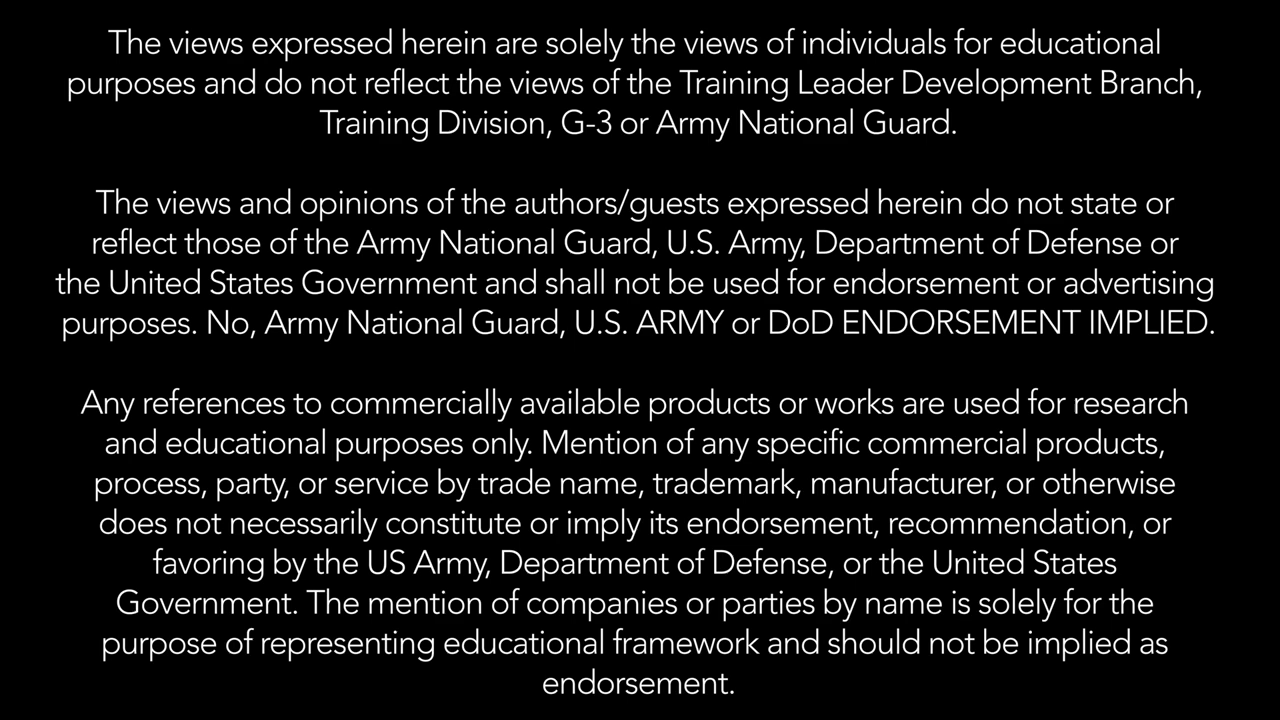 The views expressed herein are solely the views of individuals for educational
purposes and do not reflect the views of the Training Leader Development Branch,
Training Division, G-3 or Army National Guard.
The views and opinions of the authors/guests expressed herein do not state or
reflect those of the Army National Guard, U.S. Army, Department of Defense or
the United States Government and shall not be used for endorsement or advertising
purposes. No, Army National Guard, U.S. ARMY or DoD ENDORSEMENT IMPLIED.
Any references to commercially available products or works are used for research
and educational purposes only. Mention of any specific commercial products,
process, party, or service by trade name, trademark, manufacturer, or otherwise
does not necessarily constitute or imply its endorsement, recommendation, or
favoring by the US Army, Department of Defense, or the United States
Government. The mention of companies or parties by name is solely for the
purpose of representing educational framework and should not be implied as
endorsement.